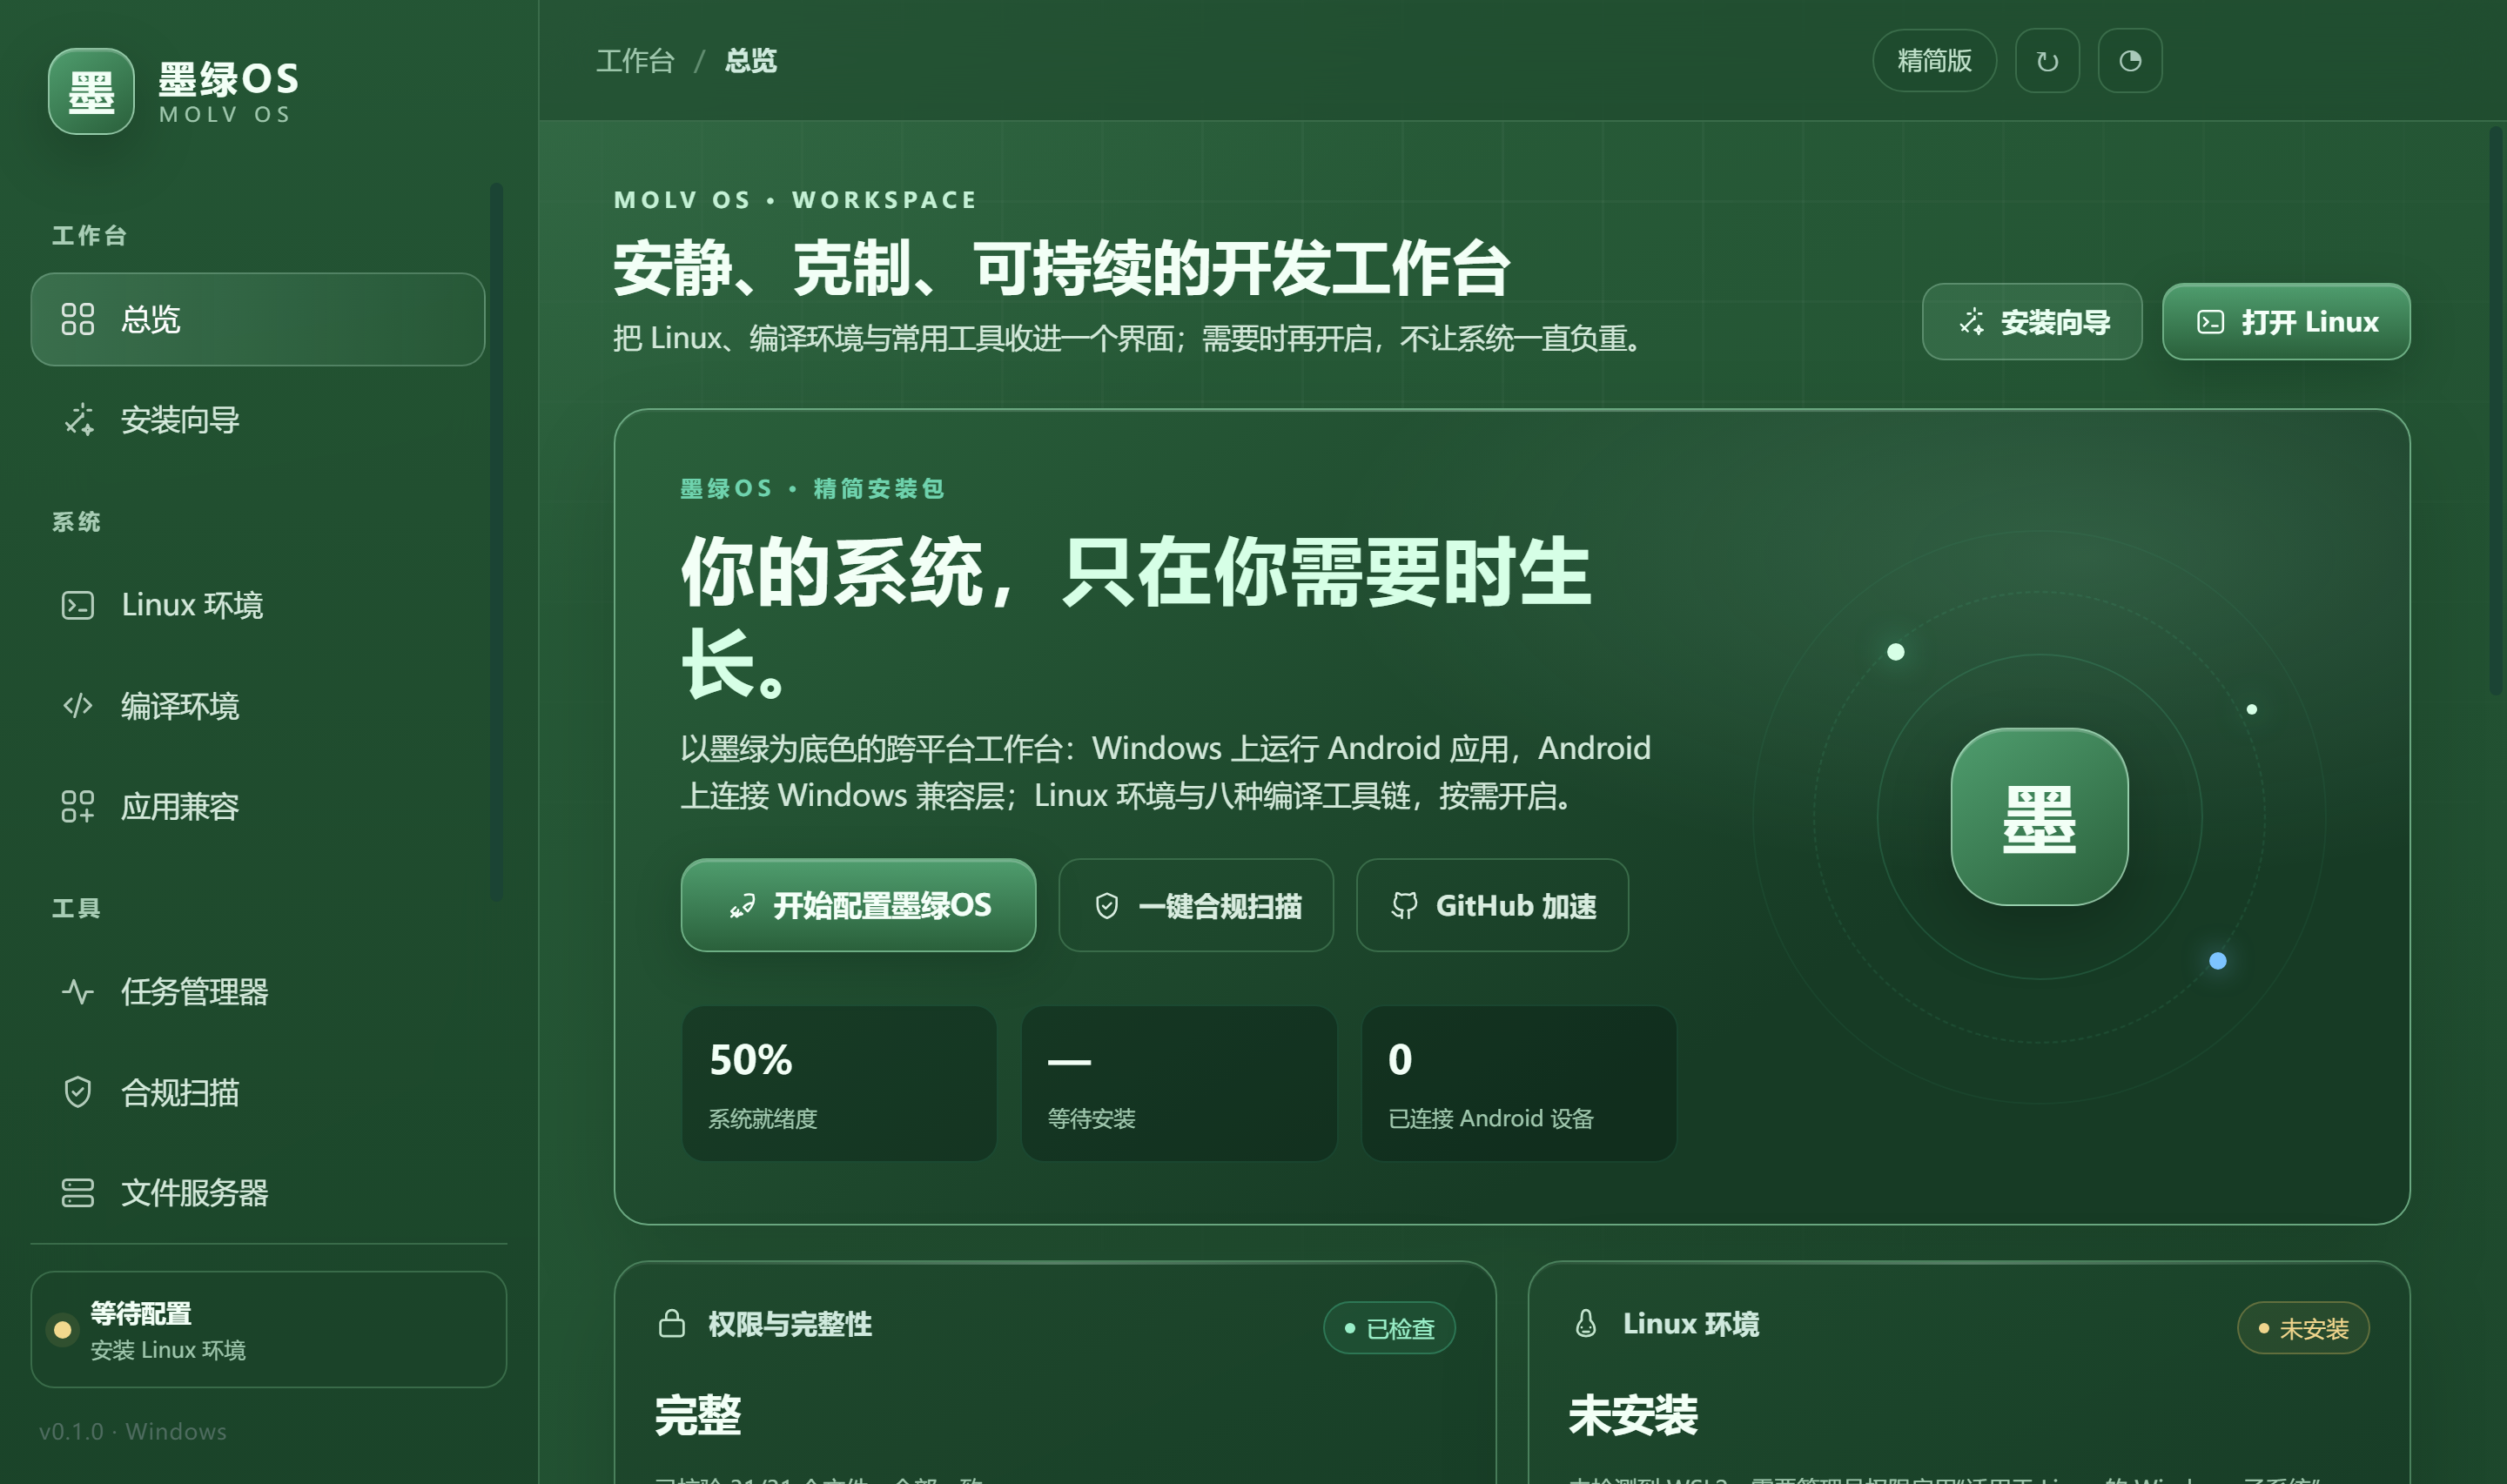 墨 墨绿OS
MOLV OS
工作台
总览
安装向导
系统
Linux 环境
编译环境
应用兼容
工具
任务管理器
合规扫描
文件服务器
等待配置
安装 Linux 环境
v0.1.0 · Windows
工作台 / 总览
精简版
MOLV OS • WORKSPACE
安静、克制、可持续的开发工作台
把 Linux、编译环境与常用工具收进一个界面；需要时再开启，不让系统一直负重。
安装向导
打开 Linux
墨绿OS • 精简安装包
你的系统，只在你需要时生
长。
以墨绿为底色的跨平台工作台：Windows 上运行 Android 应用，Android
上连接 Windows 兼容层；Linux 环境与八种编译工具链，按需开启。
开始配置墨绿OS
一键合规扫描
GitHub 加速
50%
系统就绪度
—
等待安装
0
已连接 Android 设备
墨
权限与完整性
已检查
完整
Linux 环境
未安装
未安装